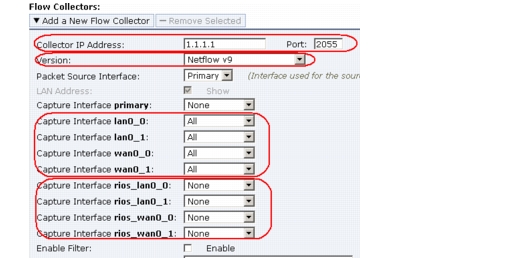 Flow Collectors:
▼ Add a New Flow Collector — Remove Selected
Collector IP Address: 1.1.1.1 Port: 2055
Version: Netflow v9
Packet Source Interface: Primary (Interface used for the sour
LAN Address: Show
Capture Interface primary: None
Capture Interface lan0_0: All
Capture Interface lan0_1: All
Capture Interface wan0_0: All
Capture Interface wan0_1: All
Capture Interface rios_lan0_0: None
Capture Interface rios_lan0_1: None
Capture Interface rios_wan0_0: None
Capture Interface rios_wan0_1: None
Enable Filter: Enable